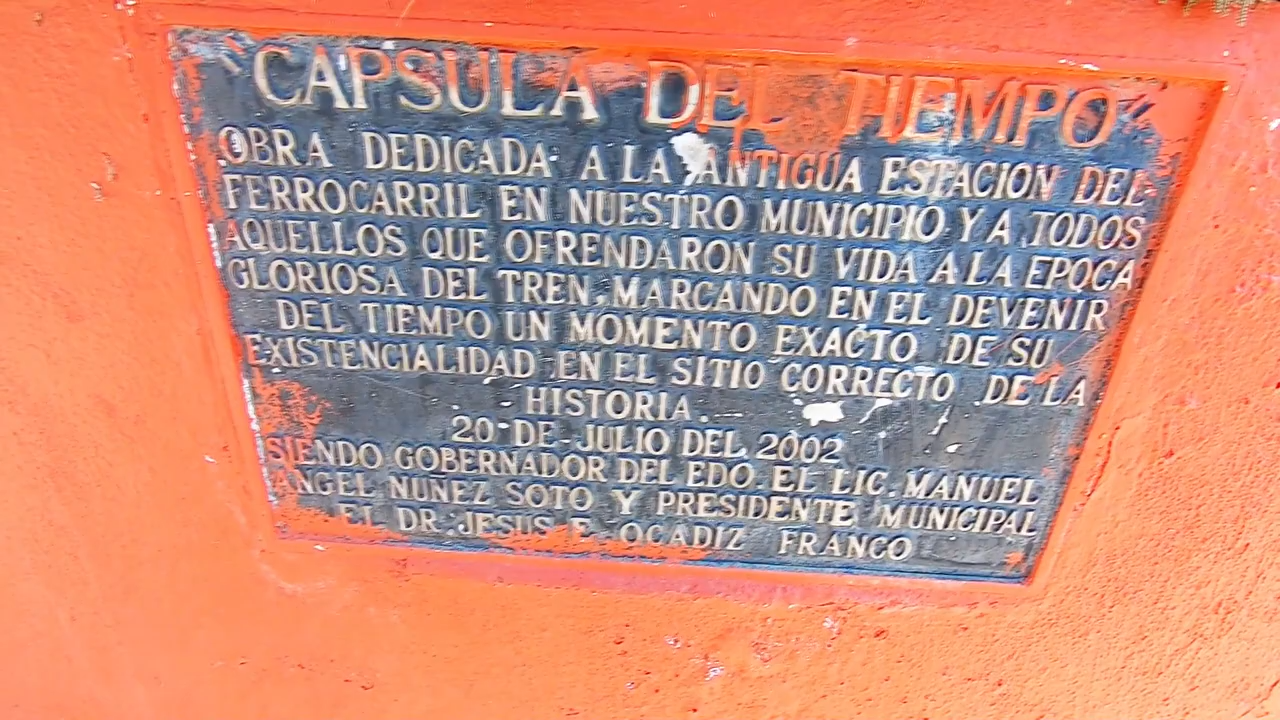 CAPSULA DEL TIEMPO
OBRA DEDICADA A LA ANTIGUA ESTACION DEL
FERROCARRIL EN NUESTRO MUNICIPIO Y A TODOS
AQUELLOS QUE OFRENDARON SU VIDA A LA EPOCA
GLORIOSA DEL TREN, MARCANDO EN EL DEVENIR
DEL TIEMPO UN MOMENTO EXACTO DE SU
EXISTENCIALIDAD EN EL SITIO CORRECTO DE LA
HISTORIA.
20 DE JULIO DEL 2002
SIENDO GOBERNADOR DEL EDO. EL LIC. MANUEL
ANGEL NUÑEZ SOTO Y PRESIDENTE MUNICIPAL
EL DR. JESUS E. OCADIZ FRANCO